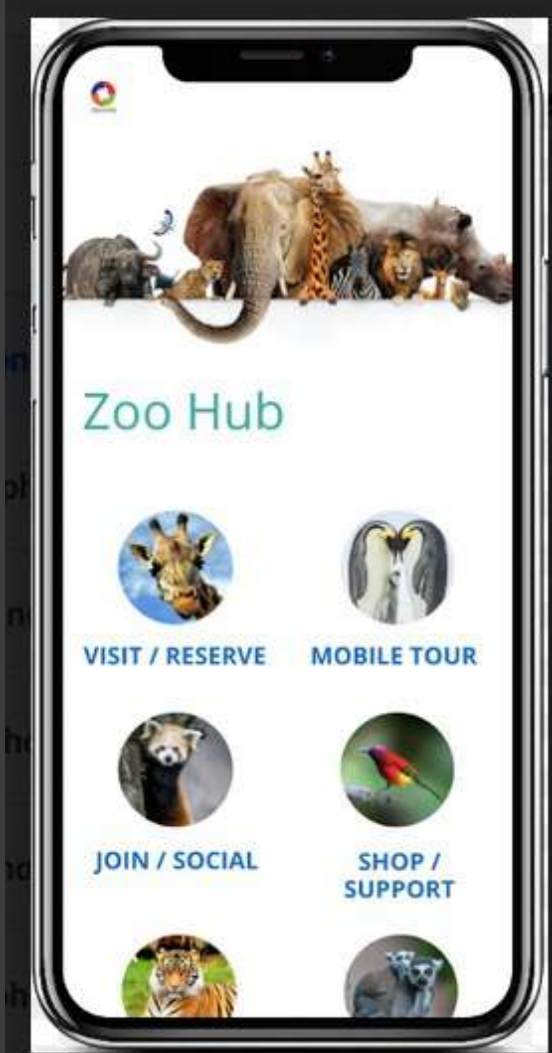 Zoo Hub
VISIT / RESERVE
MOBILE TOUR
JOIN / SOCIAL
SHOP /
SUPPORT